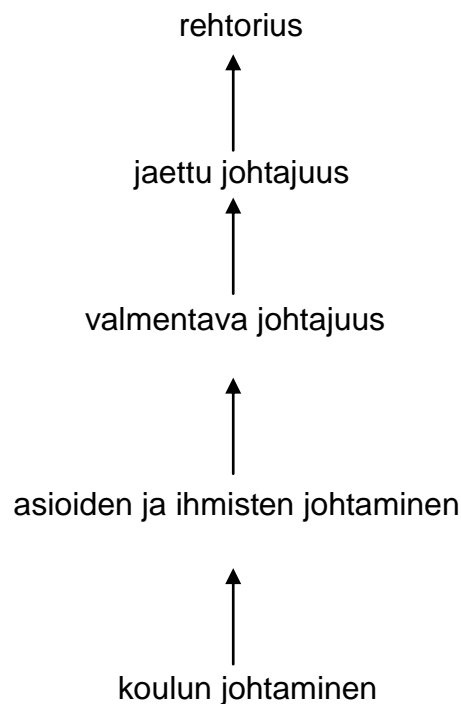 rehtorius
jaettu johtajuus
valmentava johtajuus
asioiden ja ihmisten johtaminen
koulun johtaminen